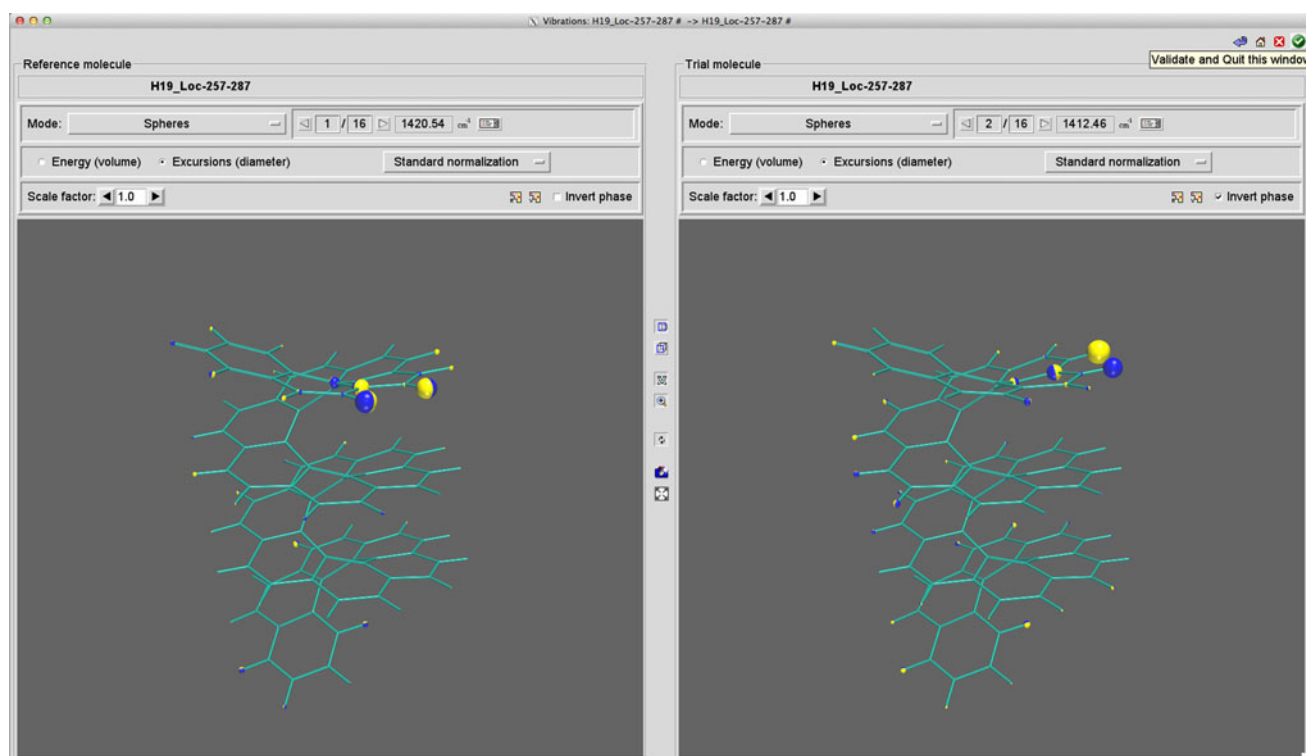 Vibrations: H19_Loc-257-287 # -> H19_Loc-257-287 #
Validate and Quit this window
Reference molecule
H19_Loc-257-287
Mode: Spheres 1 / 16 1420.54 cm-1
Energy (volume) Excursions (diameter) Standard normalization
Scale factor: 1.0 Invert phase
Trial molecule
H19_Loc-257-287
Mode: Spheres 2 / 16 1412.46 cm-1
Energy (volume) Excursions (diameter) Standard normalization
Scale factor: 1.0 Invert phase